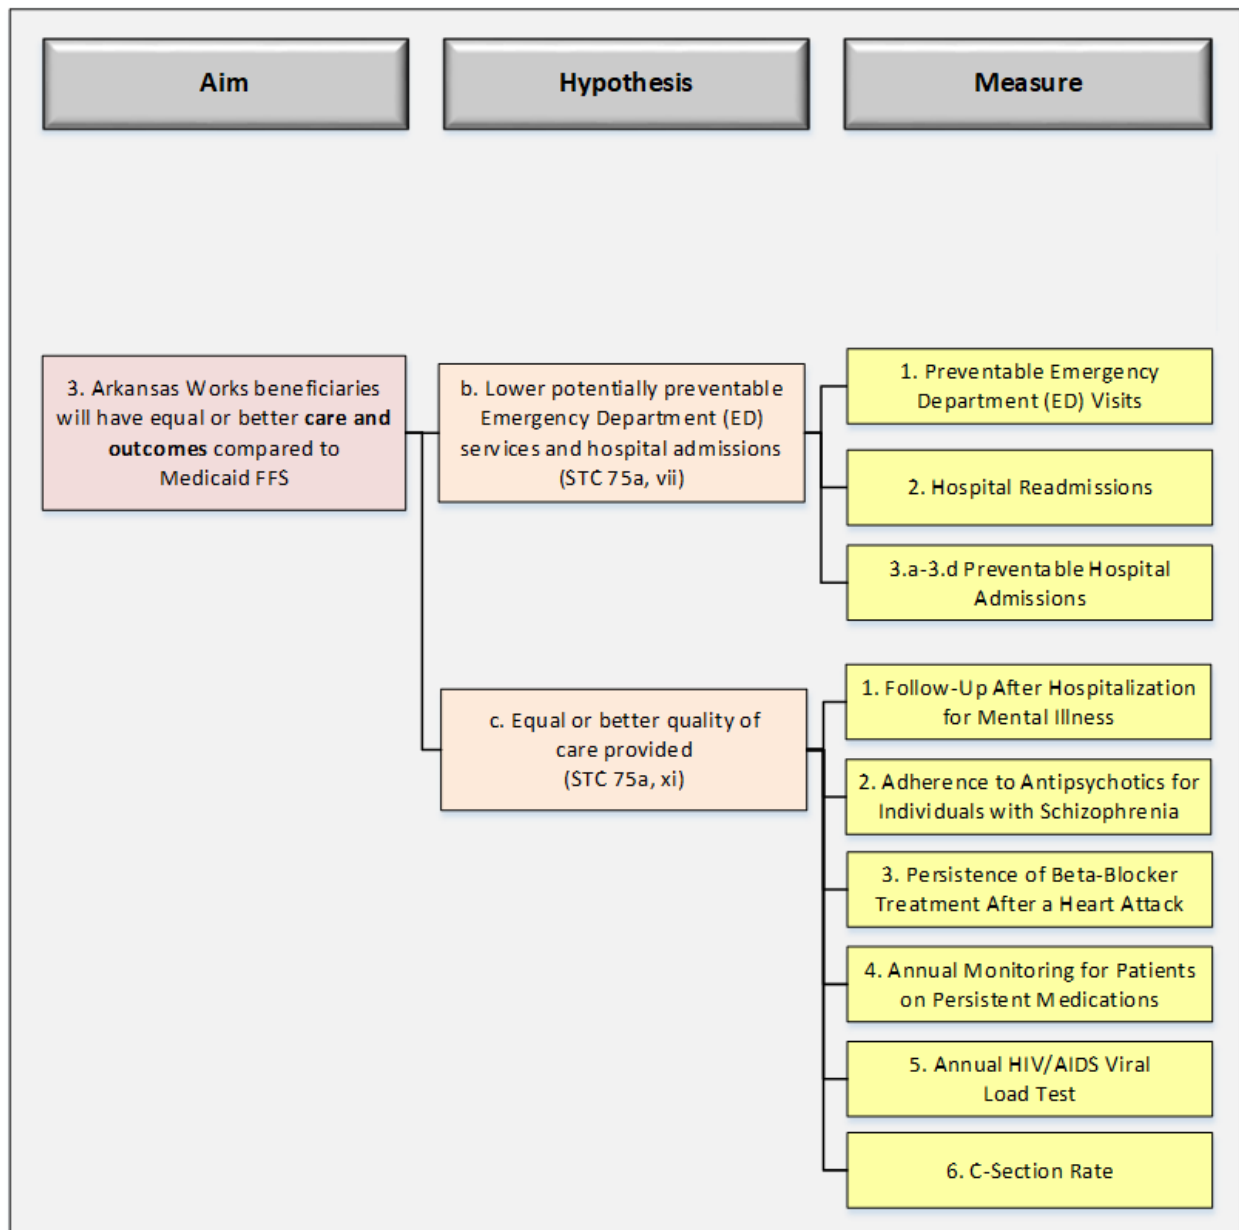 Aim
Hypothesis
Measure
3. Arkansas Works beneficiaries
will have equal or better care and
outcomes compared to
Medicaid FFS
b. Lower potentially preventable
Emergency Department (ED)
services and hospital admissions
(STC 75a, vii)
1. Preventable Emergency
Department (ED) Visits
2. Hospital Readmissions
3.a-3.d Preventable Hospital
Admissions
c. Equal or better quality of
care provided
(STC 75a, xi)
1. Follow-Up After Hospitalization
for Mental Illness
2. Adherence to Antipsychotics for
Individuals with Schizophrenia
3. Persistence of Beta-Blocker
Treatment After a Heart Attack
4. Annual Monitoring for Patients
on Persistent Medications
5. Annual HIV/AIDS Viral
Load Test
6. C-Section Rate